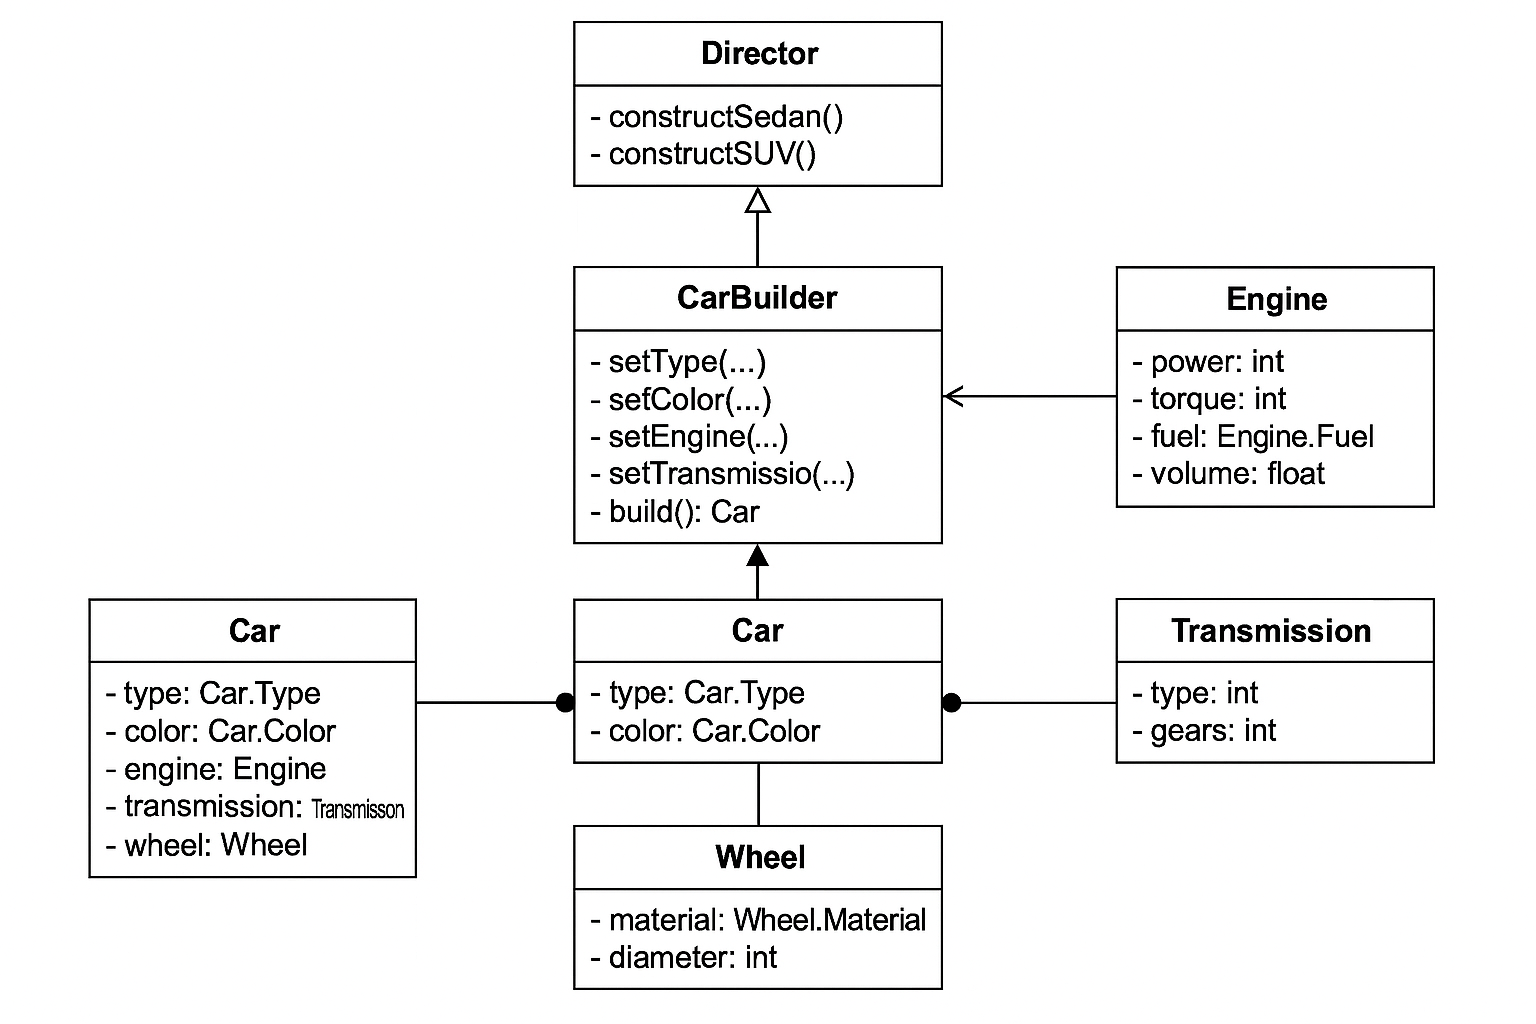 Director
- constructSedan()
- constructSUV()
CarBuilder
- setType(...)
- sefColor(...)
- setEngine(...)
- setTransmissio(...)
- build(): Car
Engine
- power: int
- torque: int
- fuel: Engine.Fuel
- volume: float
Car
- type: Car.Type
- color: Car.Color
- engine: Engine
- transmission: Transmisson
- wheel: Wheel
Car
- type: Car.Type
- color: Car.Color
Transmission
- type: int
- gears: int
Wheel
- material: Wheel.Material
- diameter: int